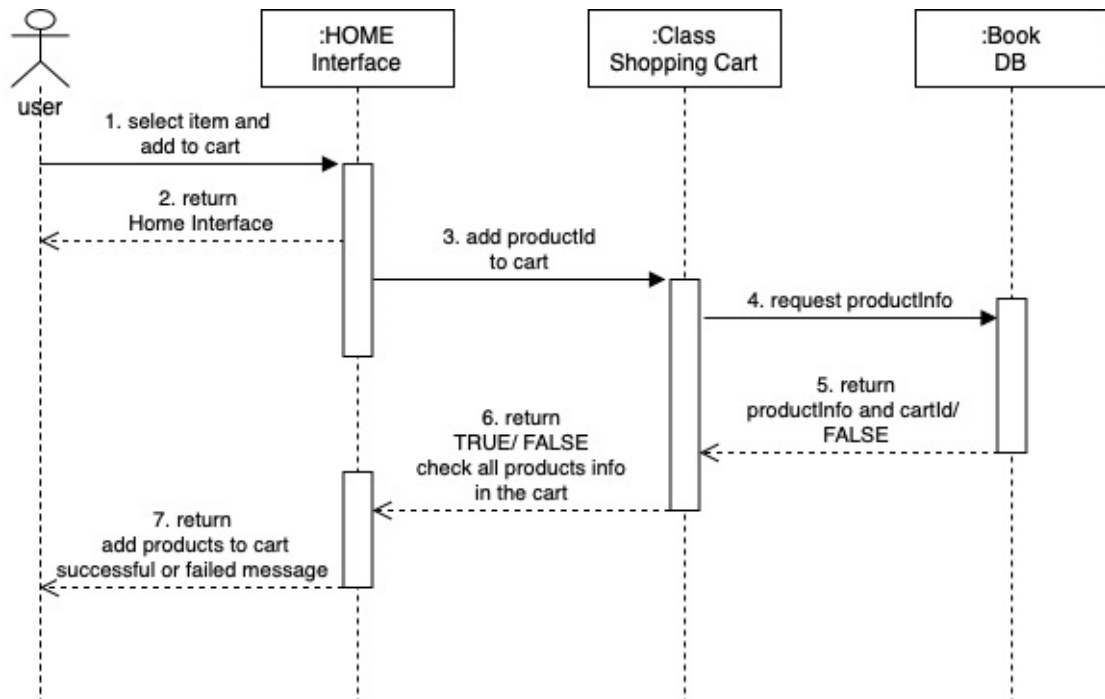 :HOME
Interface
:Class
Shopping Cart
:Book
DB
user
1. select item and
add to cart
2. return
Home Interface
3. add productId
to cart
4. request productInfo
5. return
productInfo and cartId/
FALSE
6. return
TRUE/ FALSE
check all products info
in the cart
7. return
add products to cart
successful or failed message